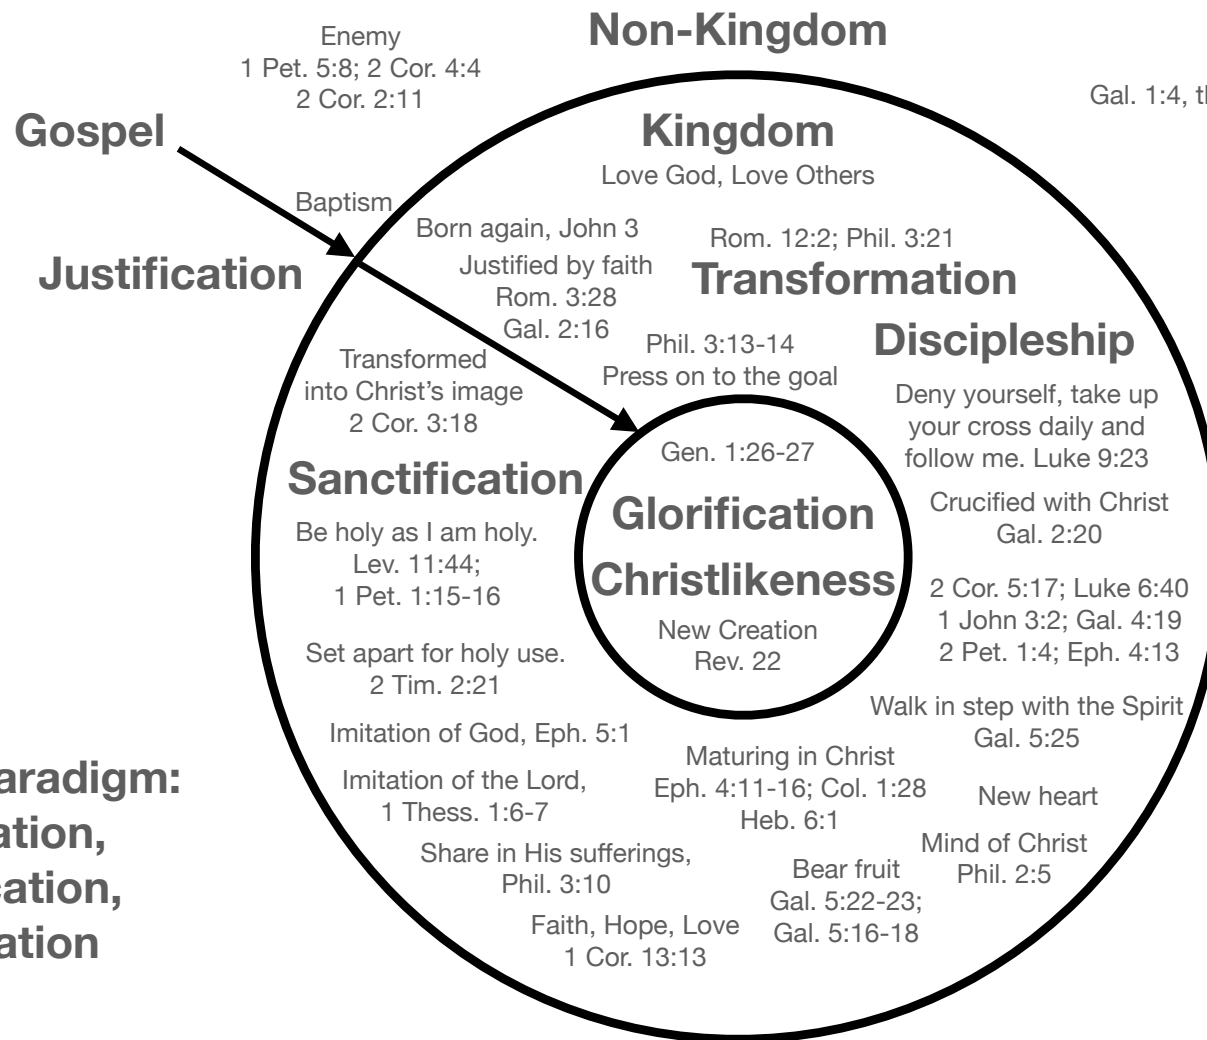 Non-Kingdom
Enemy
1 Pet. 5:8; 2 Cor. 4:4
2 Cor. 2:11
Gal. 1:4,
Gospel
Kingdom
Love God, Love Others
Baptism
Born again, John 3
Justified by faith
Rom. 3:28
Gal. 2:16
Rom. 12:2; Phil. 3:21
Transformation
Justification
Discipleship
Phil. 3:13-14
Press on to the goal
Transformed
into Christ’s image
2 Cor. 3:18
Deny yourself, take up
your cross daily and
follow me. Luke 9:23
Gen. 1:26-27
Sanctification
Glorification
Christlikeness
New Creation
Rev. 22
Crucified with Christ
Gal. 2:20
Be holy as I am holy.
Lev. 11:44;
1 Pet. 1:15-16
2 Cor. 5:17; Luke 6:40
1 John 3:2; Gal. 4:19
2 Pet. 1:4; Eph. 4:13
Set apart for holy use.
2 Tim. 2:21
Walk in step with the Spirit
Gal. 5:25
Imitation of God, Eph. 5:1
Maturing in Christ
Eph. 4:11-16; Col. 1:28
Heb. 6:1
Imitation of the Lord,
1 Thess. 1:6-7
New heart
Mind of Christ
Phil. 2:5
Share in His sufferings,
Phil. 3:10
Bear fruit
Gal. 5:22-23;
Gal. 5:16-18
Faith, Hope, Love
1 Cor. 13:13
aradigm:
ation,
cation,
ation